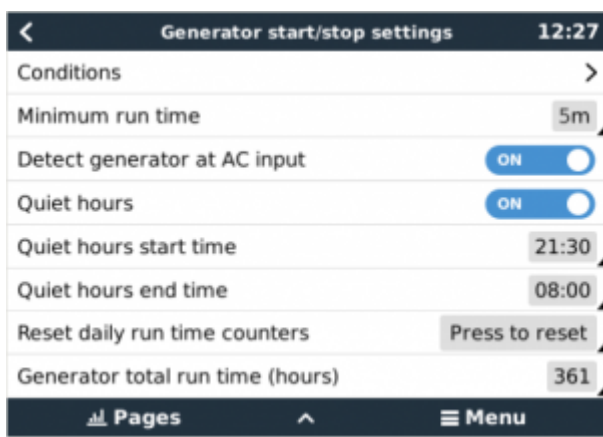 Generator start/stop settings 12:27
Conditions
Minimum run time 5m
Detect generator at AC input ON
Quiet hours ON
Quiet hours start time 21:30
Quiet hours end time 08:00
Reset daily run time counters Press to reset
Generator total run time (hours) 361
Pages Menu